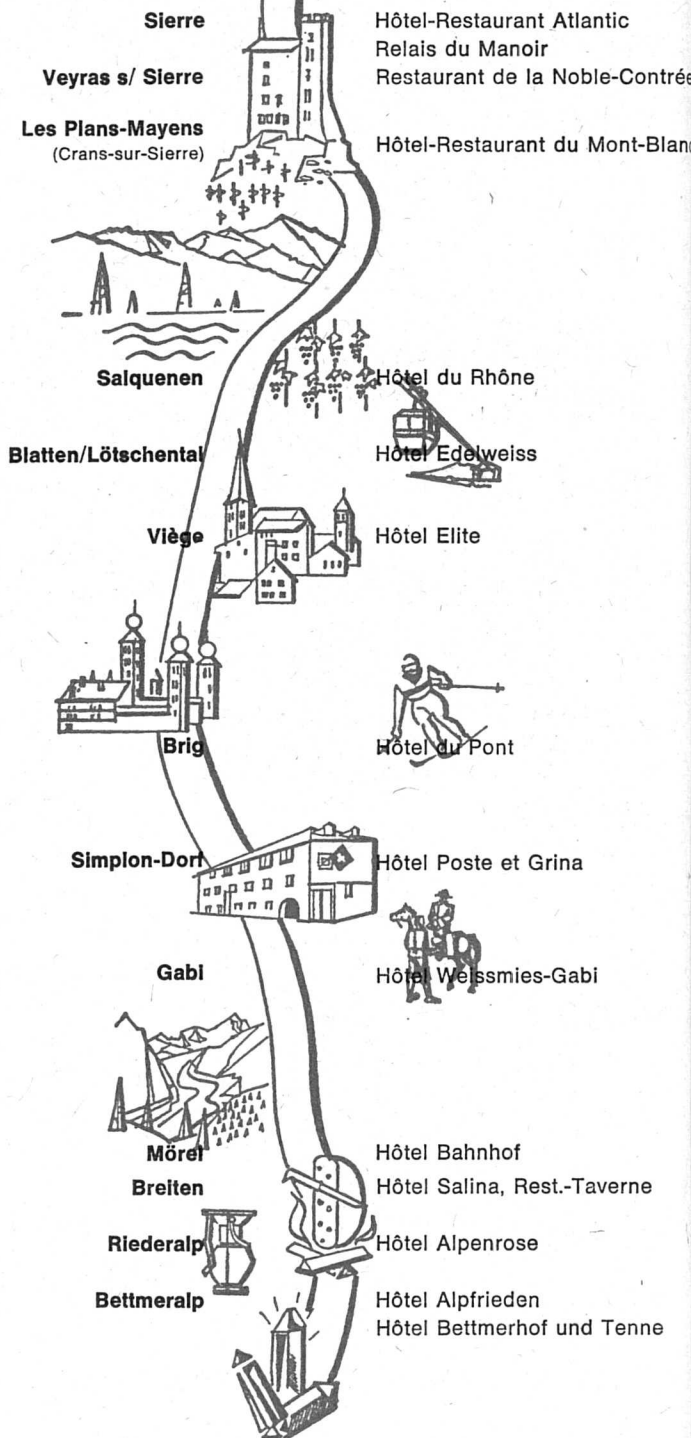 Sierre Hôtel-Restaurant Atlantic
Relais du Manoir
Veyras s/ Sierre Restaurant de la Noble-Contrée
Les Plans-Mayens
(Crans-sur-Sierre) Hôtel-Restaurant du Mont-Blanc
Salquenen Hôtel du Rhône
Blatten/Lötschental Hôtel Edelweiss
Viège Hôtel Elite
Brig Hôtel du Pont
Simplon-Dorf Hôtel Poste et Grina
Gabi Hôtel Weissmies-Gabi
Mörel Hôtel Bahnhof
Breiten Hôtel Salina, Rest.-Taverne
Riederalp Hôtel Alpenrose
Bettmeralp Hôtel Alpfrieden
Hôtel Bettmerhof und Tenne